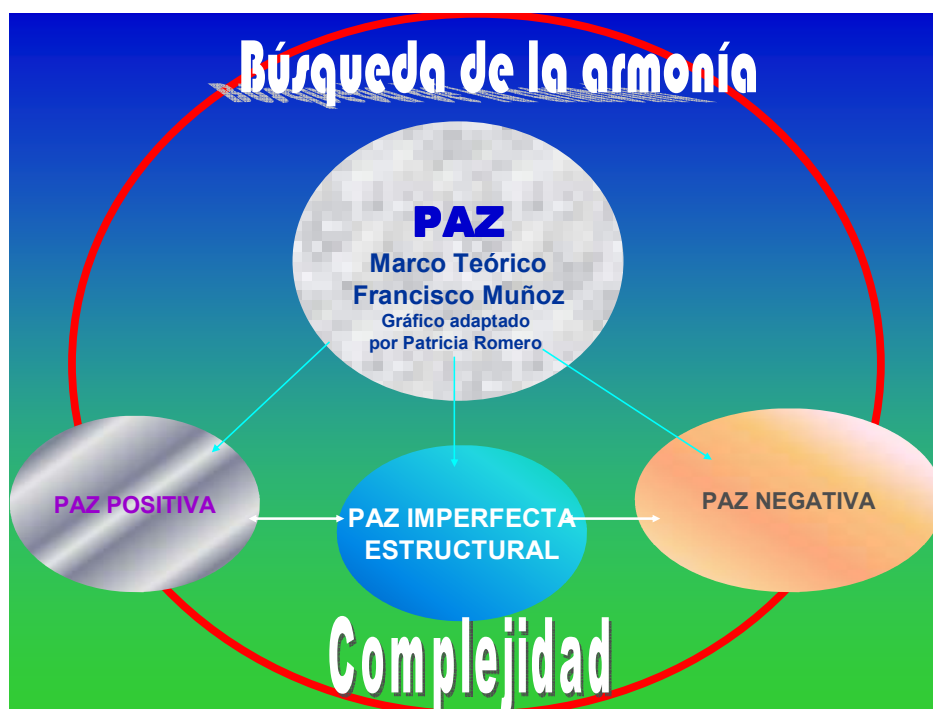 Búsqueda de la armonía
PAZ
Marco Teórico
Francisco Muñoz
Gráfico adaptado
por Patricia Romero
PAZ POSITIVA
PAZ IMPERFECTA
ESTRUCTURAL
PAZ NEGATIVA
Complejidad